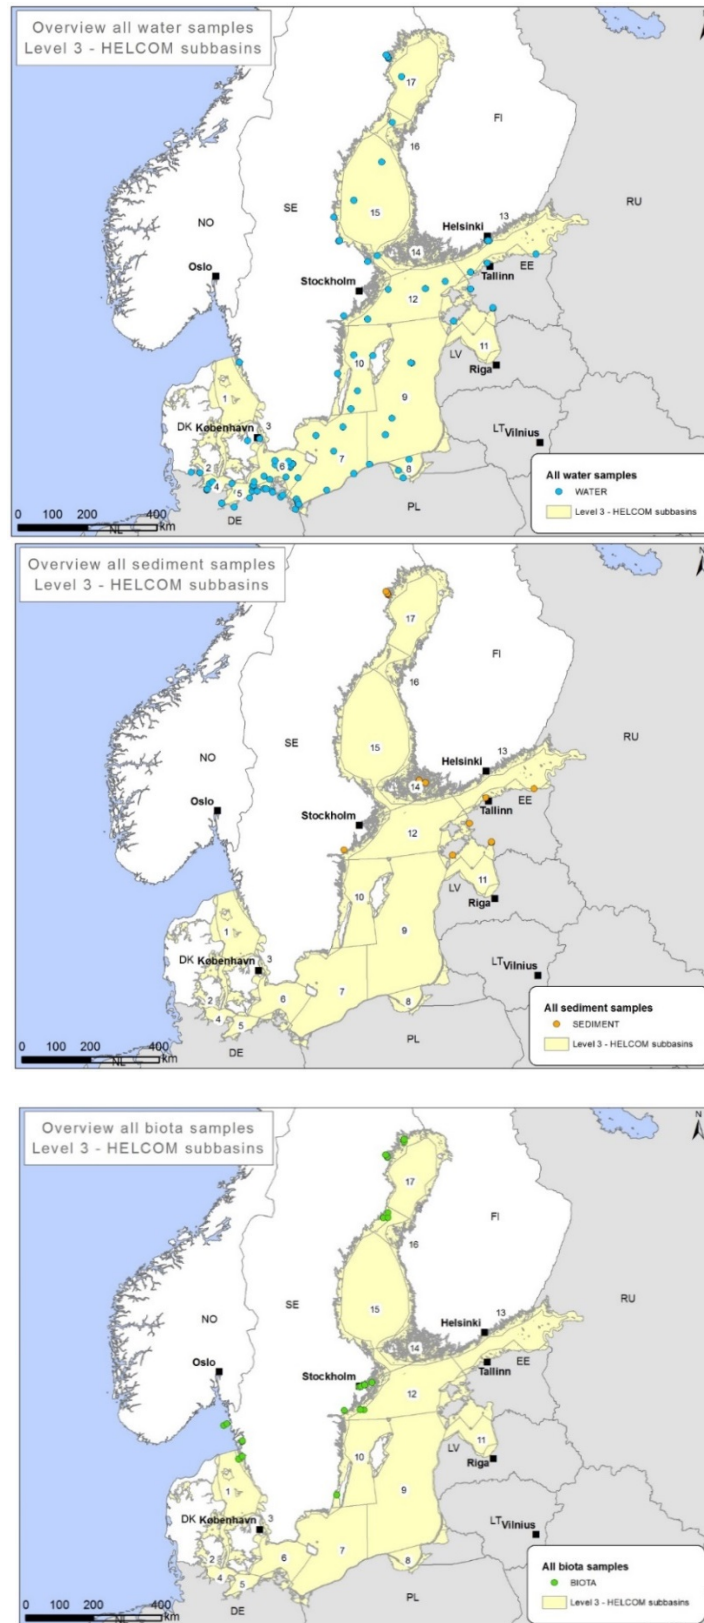 Overview all water samples
Level 3 - HELCOM subbasins
17
FI
16
SE
15
NO
RU
Helsinki
13
14
Oslo
Tallinn
EE
Stockholm
12
11
LV
10
Riga
1
9
DK
København
3
LT
Vilnius
7
2
6
8
4
5
All water samples
WATER
Level 3 - HELCOM subbasins
DE
PL
0 100 200 400
km
NL
Overview all sediment samples
Level 3 - HELCOM subbasins
N
17
FI
16
SE
15
NO
RU
Helsinki
13
14
Oslo
Tallinn
EE
Stockholm
12
11
LV
10
Riga
1
9
DK
København
3
LT
Vilnius
7
2
6
8
4
5
All sediment samples
SEDIMENT
Level 3 - HELCOM subbasins
DE
PL
0 100 200 400
km
NL
Overview all biota samples
Level 3 - HELCOM subbasins
N
17
FI
16
SE
15
NO
RU
Helsinki
13
14
Oslo
Tallinn
EE
Stockholm
12
11
LV
10
Riga
1
9
DK
København
3
LT
Vilnius
7
2
6
8
4
5
All biota samples
BIOTA
Level 3 - HELCOM subbasins
DE
PL
0 100 200 400
km
NL